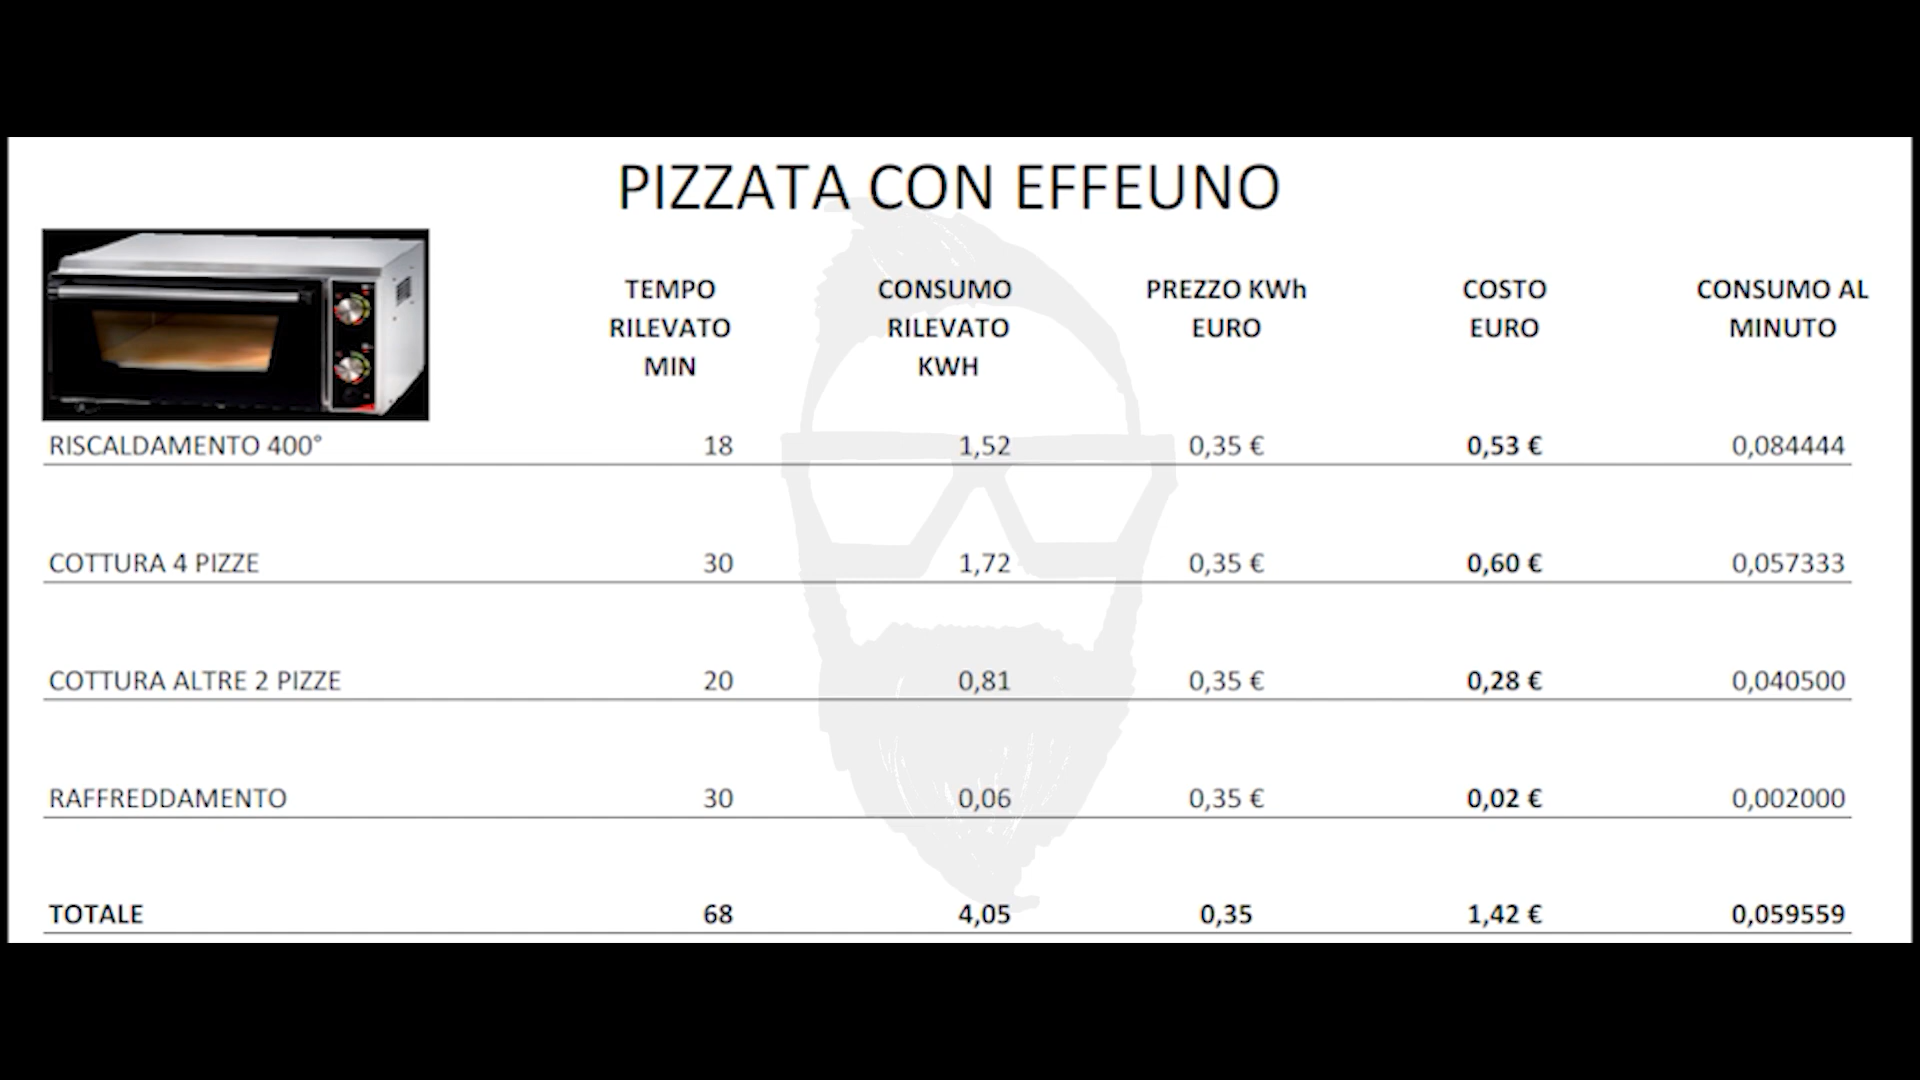 PIZZATA CON EFFEUNO
TEMPO RILEVATO MIN CONSUMO RILEVATO KWH PREZZO KWh EURO COSTO EURO CONSUMO AL MINUTO
RISCALDAMENTO 400° 18 1,52 0,35 € 0,53 € 0,084444
COTTURA 4 PIZZE 30 1,72 0,35 € 0,60 € 0,057333
COTTURA ALTRE 2 PIZZE 20 0,81 0,35 € 0,28 € 0,040500
RAFFREDDAMENTO 30 0,06 0,35 € 0,02 € 0,002000
TOTALE 68 4,05 0,35 1,42 € 0,059559